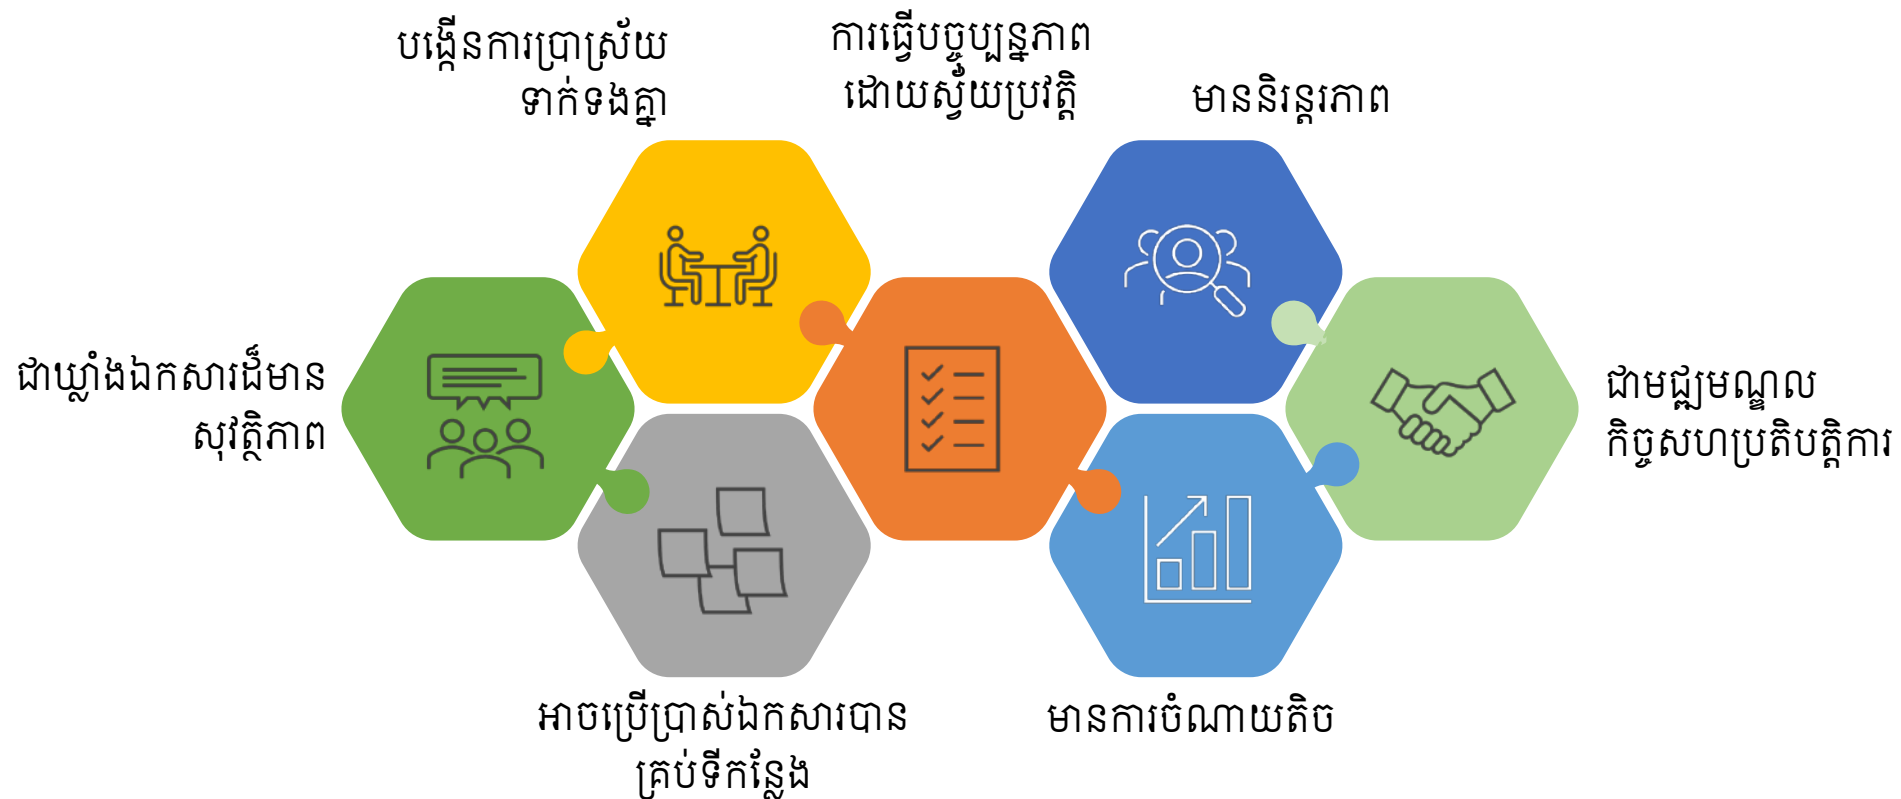 បង្កើនការប្រាស្រ័យ
ទាក់ទងគ្នា
ការធ្វើបច្ចុប្បន្នភាព
ដោយស្វ័យប្រវត្តិ
មាននិរន្តរភាព
ជាឃ្លាំងឯកសារដ៏មាន
សុវត្ថិភាព
ជាមជ្ឈមណ្ឌល
កិច្ចសហប្រតិបត្តិការ
អាចប្រើប្រាស់ឯកសារបាន
គ្រប់ទីកន្លែង
មានការចំណាយតិច